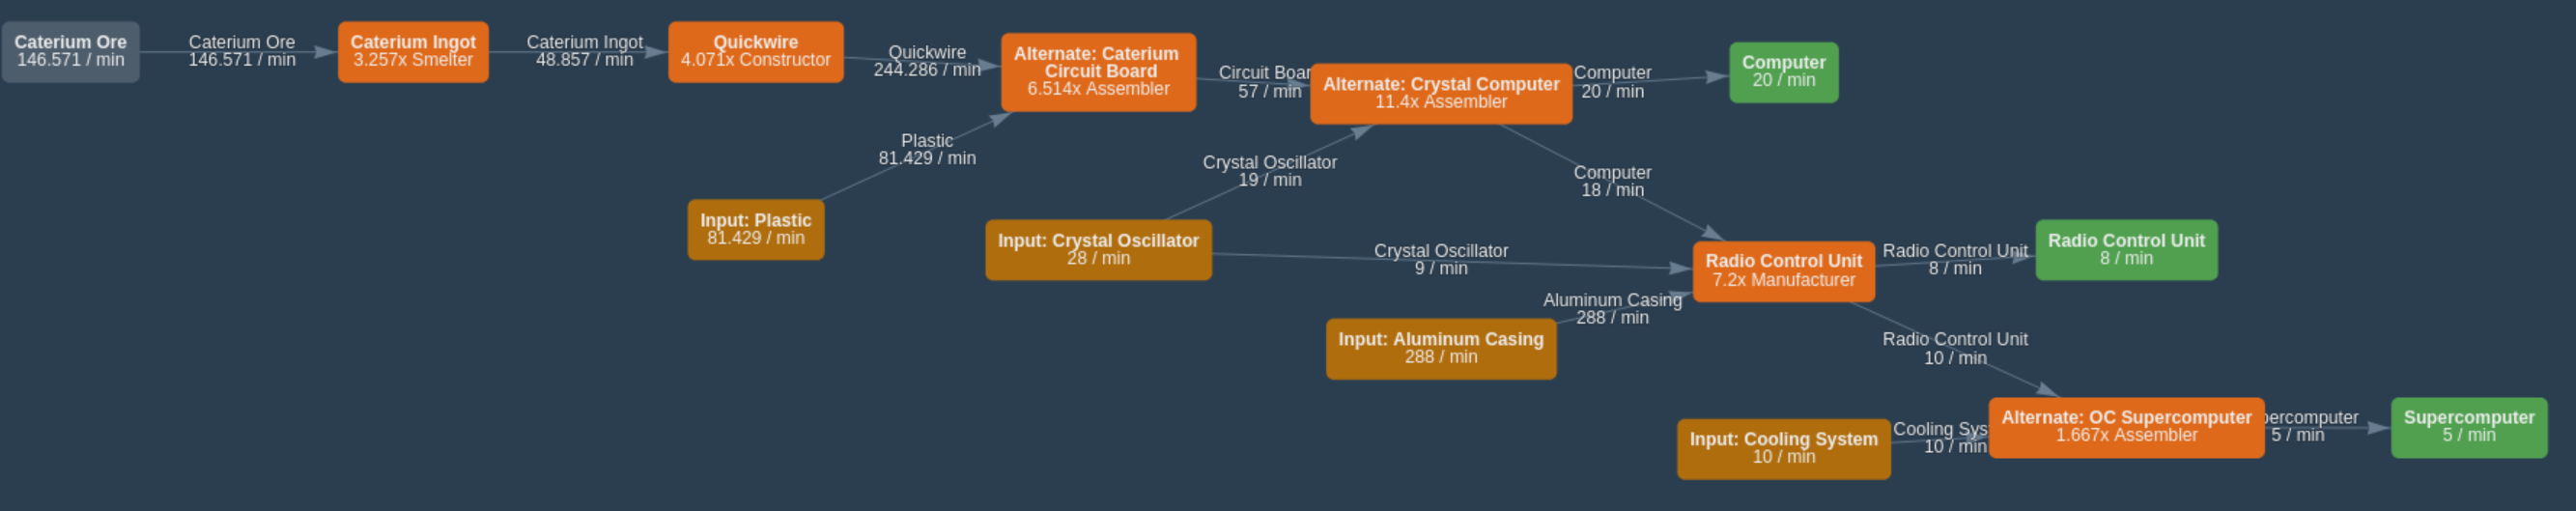 Caterium Ore
146.571 / min
Caterium Ore
146.571 / min
Caterium Ingot
3.257x Smelter
Caterium Ingot
48.857 / min
Quickwire
4.071x Constructor
Quickwire
244.286 / min
Alternate: Caterium
Circuit Board
6.514x Assembler
Circuit Boar
57 / min
Alternate: Crystal Computer
11.4x Assembler
Computer
20 / min
Computer
20 / min
Plastic
81.429 / min
Input: Plastic
81.429 / min
Crystal Oscillator
19 / min
Computer
18 / min
Input: Crystal Oscillator
28 / min
Crystal Oscillator
9 / min
Radio Control Unit
7.2x Manufacturer
Radio Control Unit
8 / min
Radio Control Unit
8 / min
Aluminum Casing
288 / min
Input: Aluminum Casing
288 / min
Radio Control Unit
10 / min
Input: Cooling System
10 / min
Cooling Sys
10 / min
Alternate: OC Supercomputer
1.667x Assembler
percomputer
5 / min
Supercomputer
5 / min